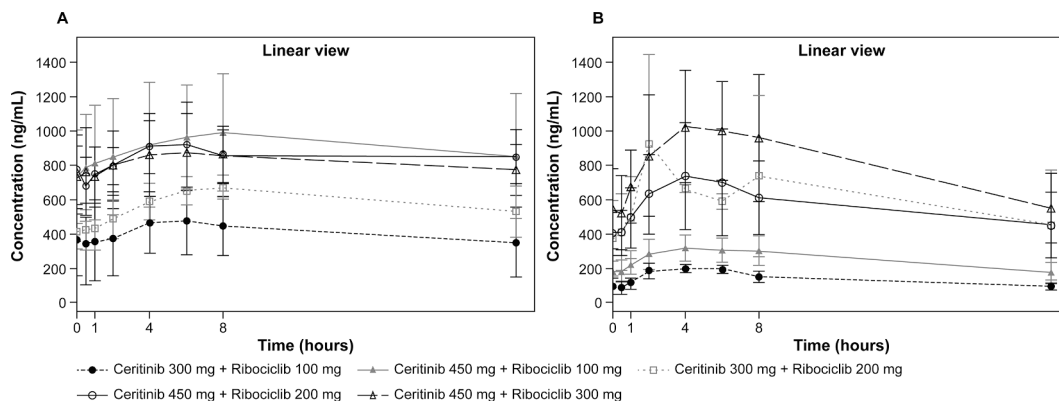 A
Linear view
Concentration (ng/mL)
1400
1200
1000
800
600
400
200
0
0 1 4 8
Time (hours)
B
Linear view
Concentration (ng/mL)
1400
1200
1000
800
600
400
200
0
0 1 4 8
Time (hours)
Ceritinib 300 mg + Ribociclib 100 mg Ceritinib 450 mg + Ribociclib 100 mg Ceritinib 300 mg + Ribociclib 200 mg
Ceritinib 450 mg + Ribociclib 200 mg Ceritinib 450 mg + Ribociclib 300 mg